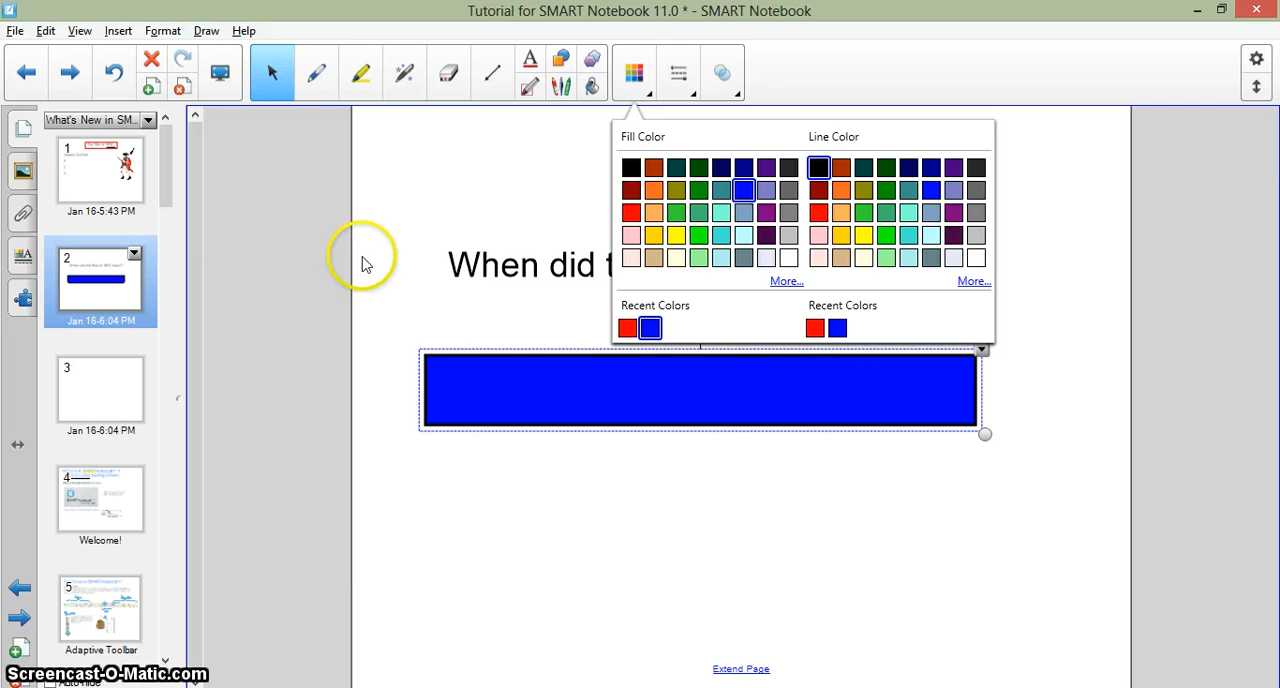 Tutorial for SMART Notebook 11.0 * - SMART Notebook
File Edit View Insert Format Draw Help
What's New in SM...
1
Jan 16-5:43 PM
2
Jan 16-6:04 PM
3
Jan 16-6:04 PM
4
Welcome!
5
Adaptive Toolbar
Auto-hide
Fill Color
Line Color
More...
More...
Recent Colors
Recent Colors
When did t
Extend Page
Screencast-O-Matic.com